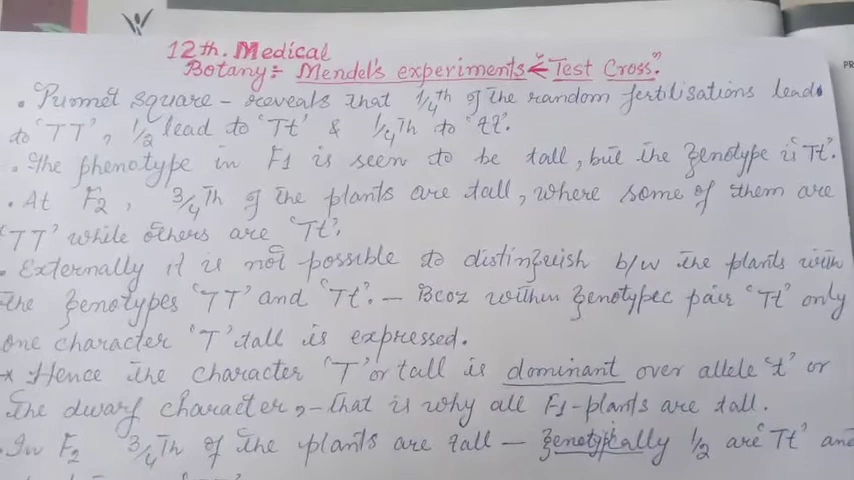 12th. Medical
Botany:- Mendel's experiments ← "Test Cross."
• Punnet square – reveals that 1/4th of the random fertilisations lead
to 'TT', 1/2 lead to 'Tt' & 1/4th to 'tt'.
• The phenotype in F1 is seen to be tall, but the genotype is 'Tt'.
• At F2, 3/4th of the plants are tall, where some of them are
'TT' while others are 'Tt'.
• Externally it is not possible to distinguish b/w the plants with
the genotypes 'TT' and 'Tt'. – Bcoz within genotypec pair 'Tt' only
one character 'T' tall is expressed.
* Hence the character 'T' or tall is dominant over allele 't' or
the dwarf character, – that is why all F1-plants are tall.
• In F2 3/4th of the plants are tall – genotypically 1/2 are 'Tt' and
PR